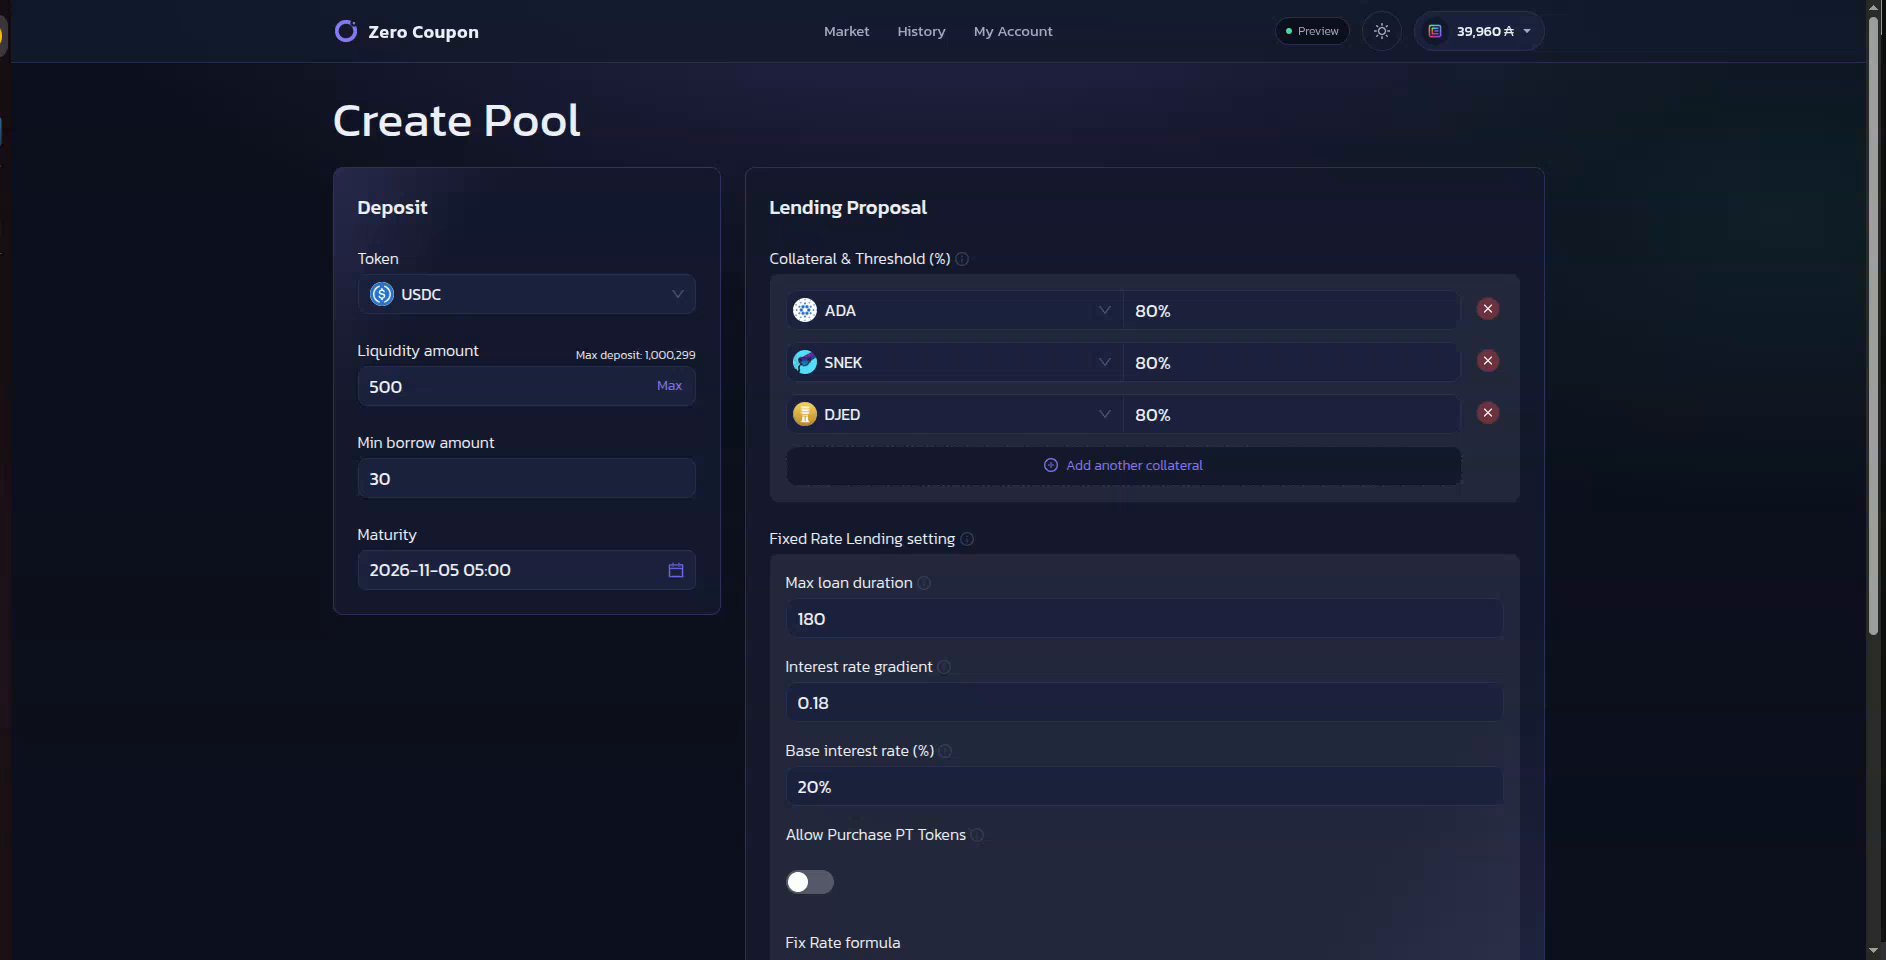 Zero Coupon
Market
History
My Account
Preview
39,960 ₳
Create Pool
Deposit
Token
USDC
Liquidity amount
Max deposit: 1,000,299
500
Max
Min borrow amount
30
Maturity
2026-11-05 05:00
Lending Proposal
Collateral & Threshold (%)
ADA
80%
SNEK
80%
DJED
80%
Add another collateral
Fixed Rate Lending setting
Max loan duration
180
Interest rate gradient
0.18
Base interest rate (%)
20%
Allow Purchase PT Tokens
Fix Rate formula